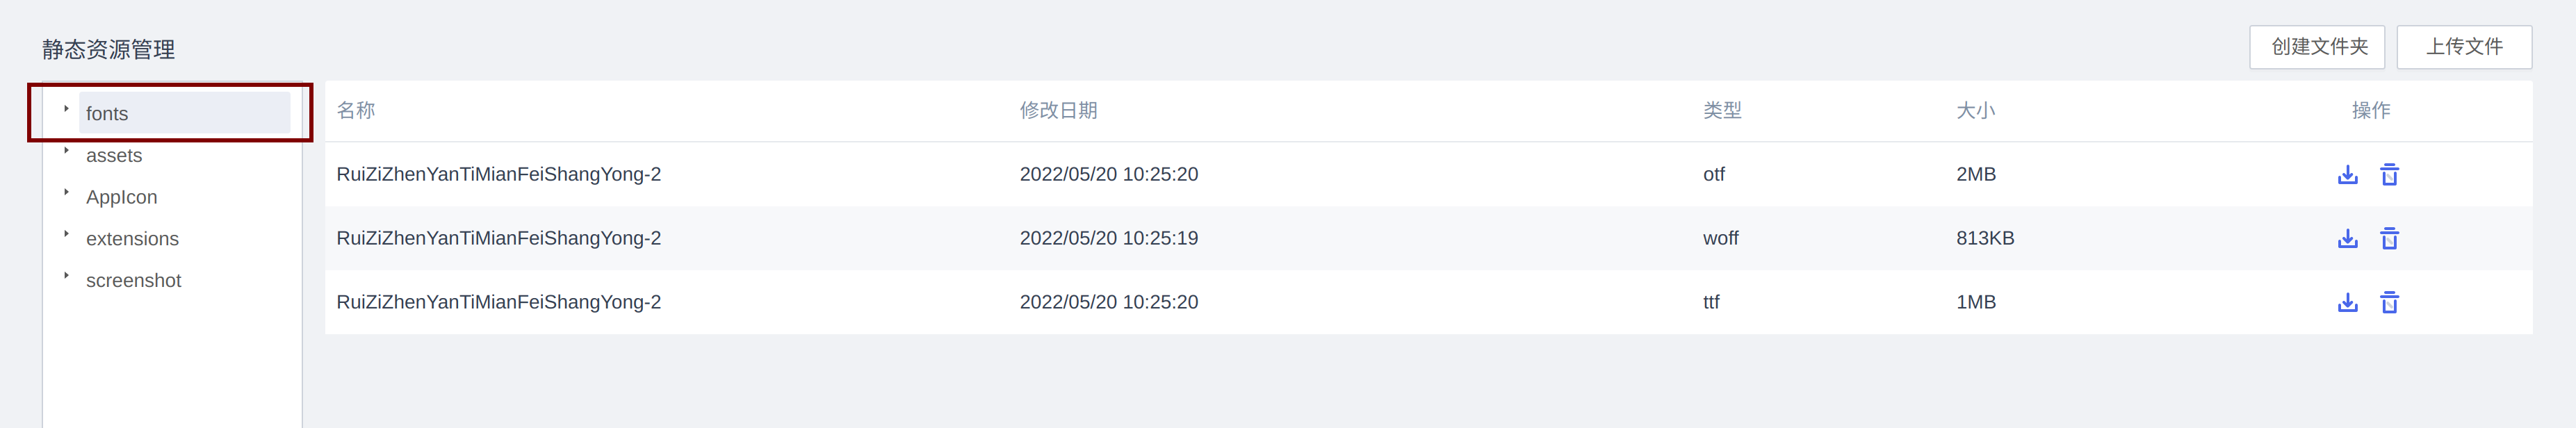 静态资源管理
创建文件夹 上传文件
fonts
assets
AppIcon
extensions
screenshot
名称 修改日期 类型 大小 操作
RuiZiZhenYanTiMianFeiShangYong-2 2022/05/20 10:25:20 otf 2MB
RuiZiZhenYanTiMianFeiShangYong-2 2022/05/20 10:25:19 woff 813KB
RuiZiZhenYanTiMianFeiShangYong-2 2022/05/20 10:25:20 ttf 1MB